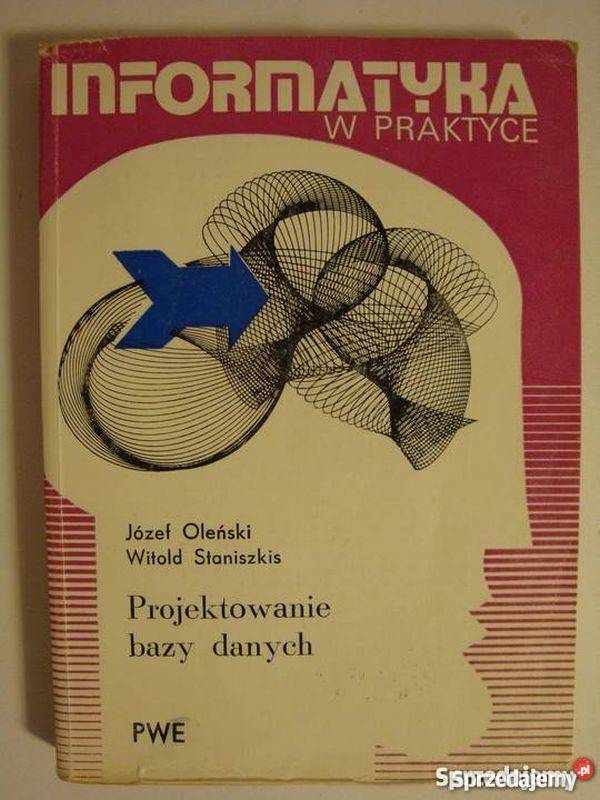 INFORMATYKA
W PRAKTYCE
Józef Oleński
Witold Staniszkis
Projektowanie
bazy danych
PWE
Sprzedajemy.pl